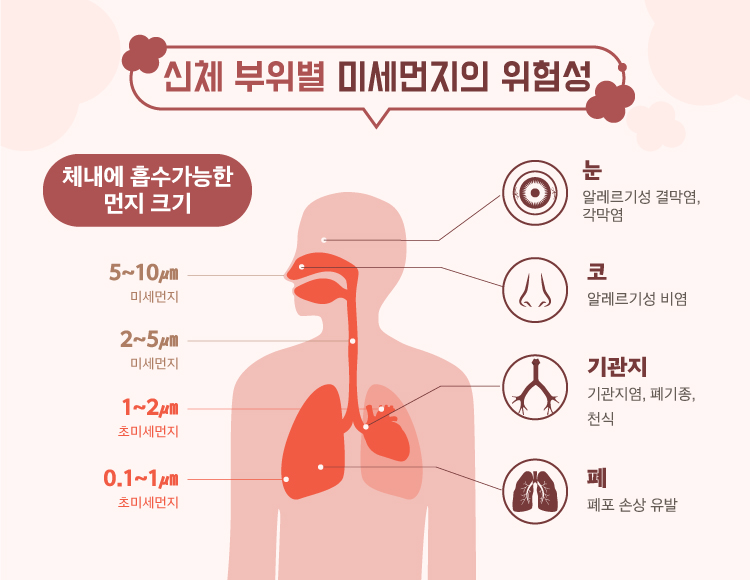 신체 부위별 미세먼지의 위험성
체내에 흡수가능한
먼지 크기
5~10㎛
미세먼지
2~5㎛
미세먼지
1~2㎛
초미세먼지
0.1~1㎛
초미세먼지
눈
알레르기성 결막염,
각막염
코
알레르기성 비염
기관지
기관지염, 폐기종,
천식
폐
폐포 손상 유발